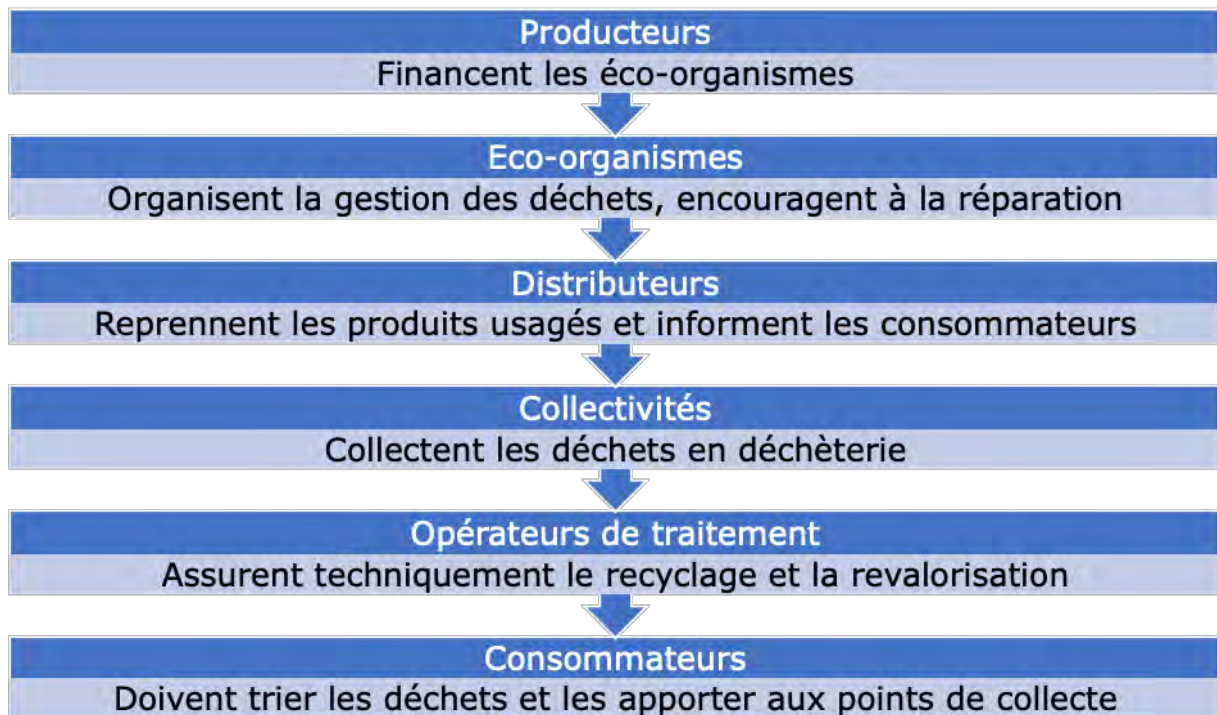 Producteurs
Financent les éco-organismes
Eco-organismes
Organisent la gestion des déchets, encouragent à la réparation
Distributeurs
Reprennent les produits usagés et informent les consommateurs
Collectivités
Collectent les déchets en déchèterie
Opérateurs de traitement
Assurent techniquement le recyclage et la revalorisation
Consommateurs
Doivent trier les déchets et les apporter aux points de collecte